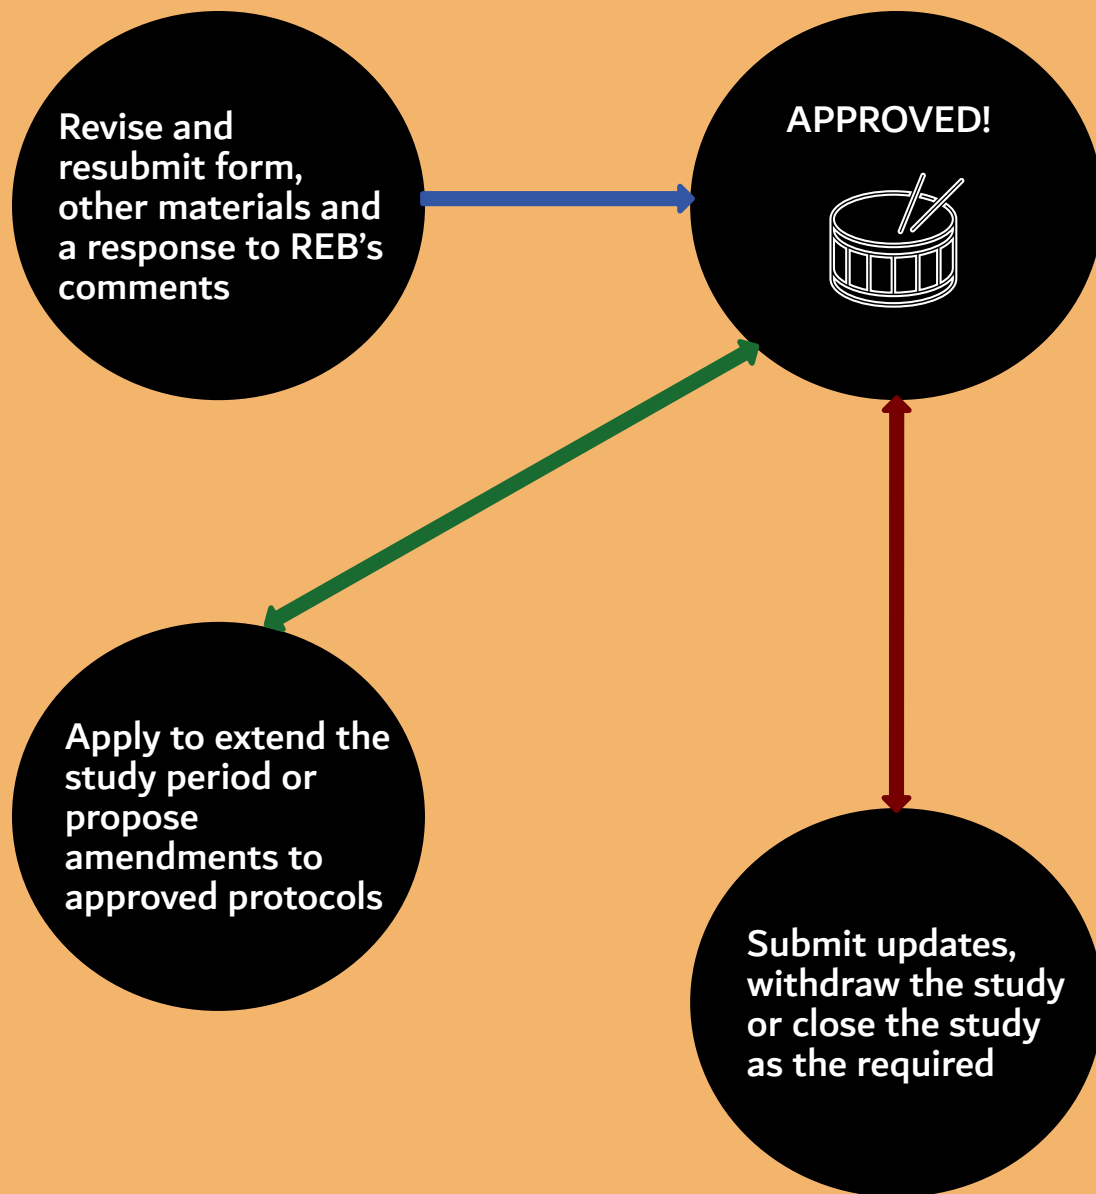 Revise and
resubmit form,
other materials and
a response to REB's
comments
APPROVED!
Apply to extend the
study period or
propose
amendments to
approved protocols
Submit updates,
withdraw the study
or close the study
as the required